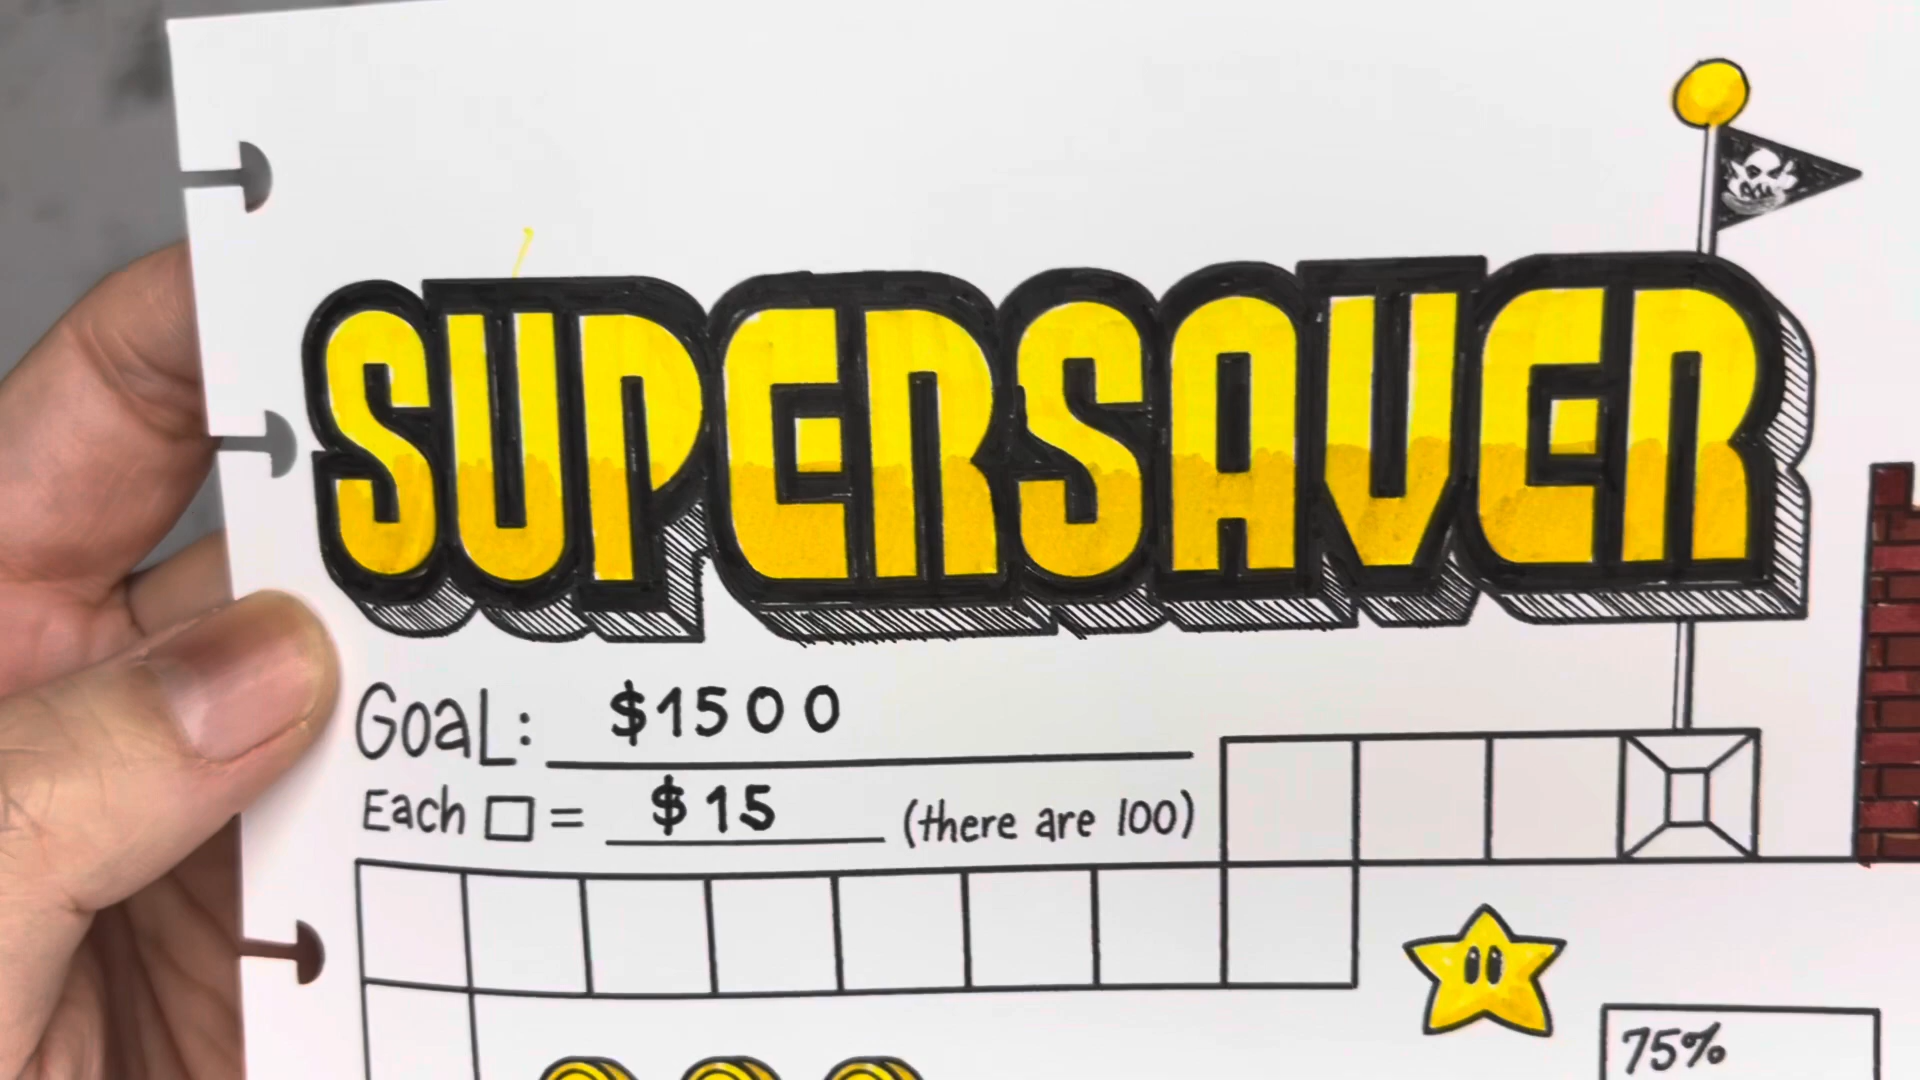 SUPERSAVER
GOAL: $1500
Each □ = $15 (there are 100)
75%